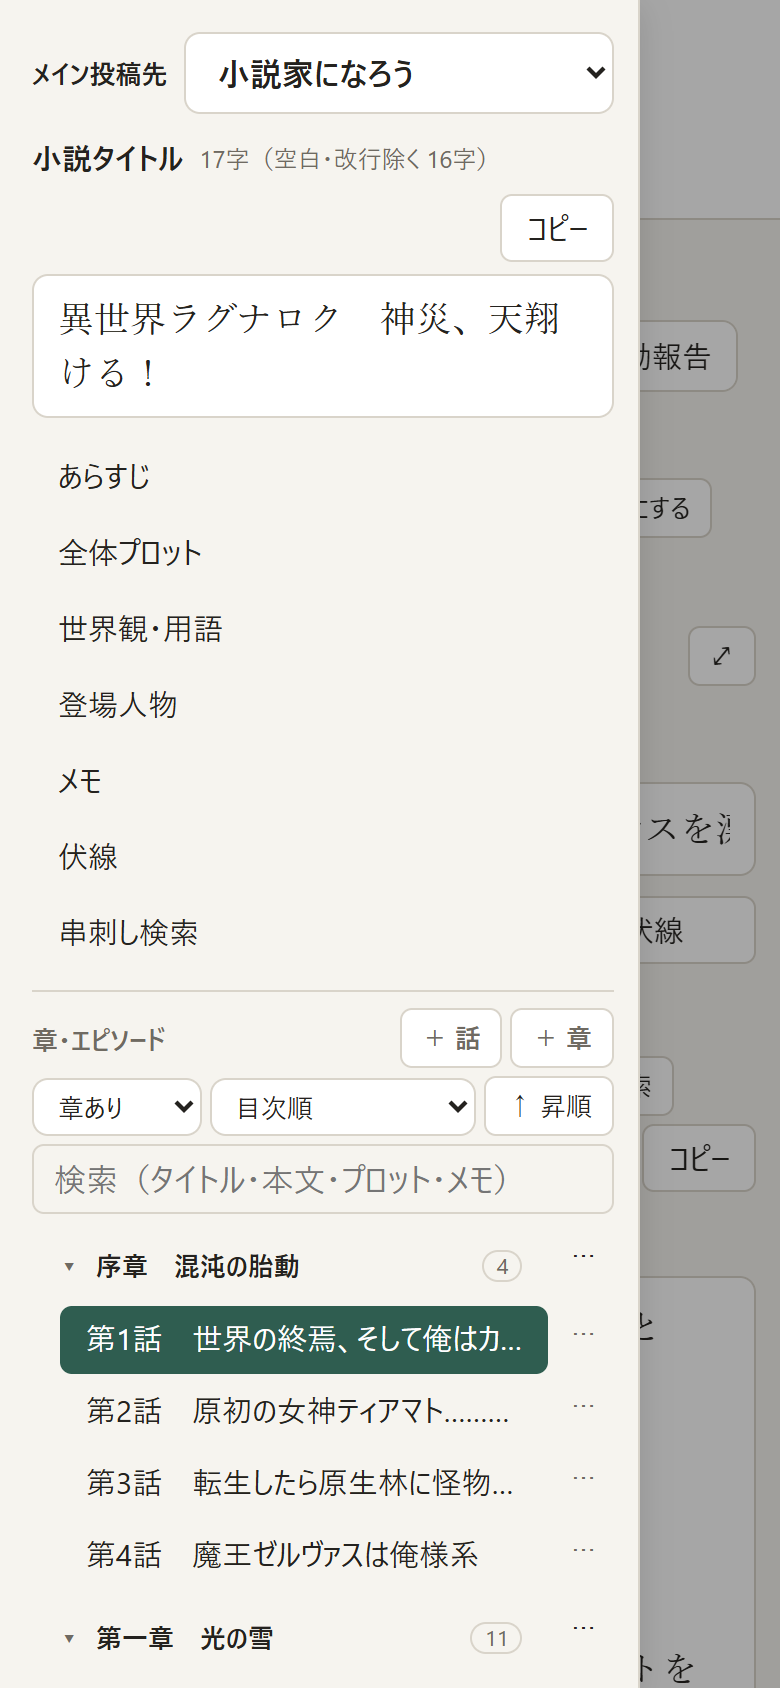 メイン投稿先 小説家になろう
小説タイトル 17字（空白・改行除く16字）
コピー
異世界ラグナロク　神災、天翔
ける！
あらすじ
全体プロット
世界観・用語
登場人物
メモ
伏線
串刺し検索
章・エピソード ＋ 話 ＋ 章
章あり 目次順 ↑ 昇順
検索（タイトル・本文・プロット・メモ）
▼ 序章　混沌の胎動 4 …
第1話　世界の終焉、そして俺はカ… …
第2話　原初の女神ティアマト……… …
第3話　転生したら原生林に怪物… …
第4話　魔王ゼルヴァスは俺様系 …
▼ 第一章　光の雪 11 …
報告
する
⤢
スを
伏線
コピー
と
トを